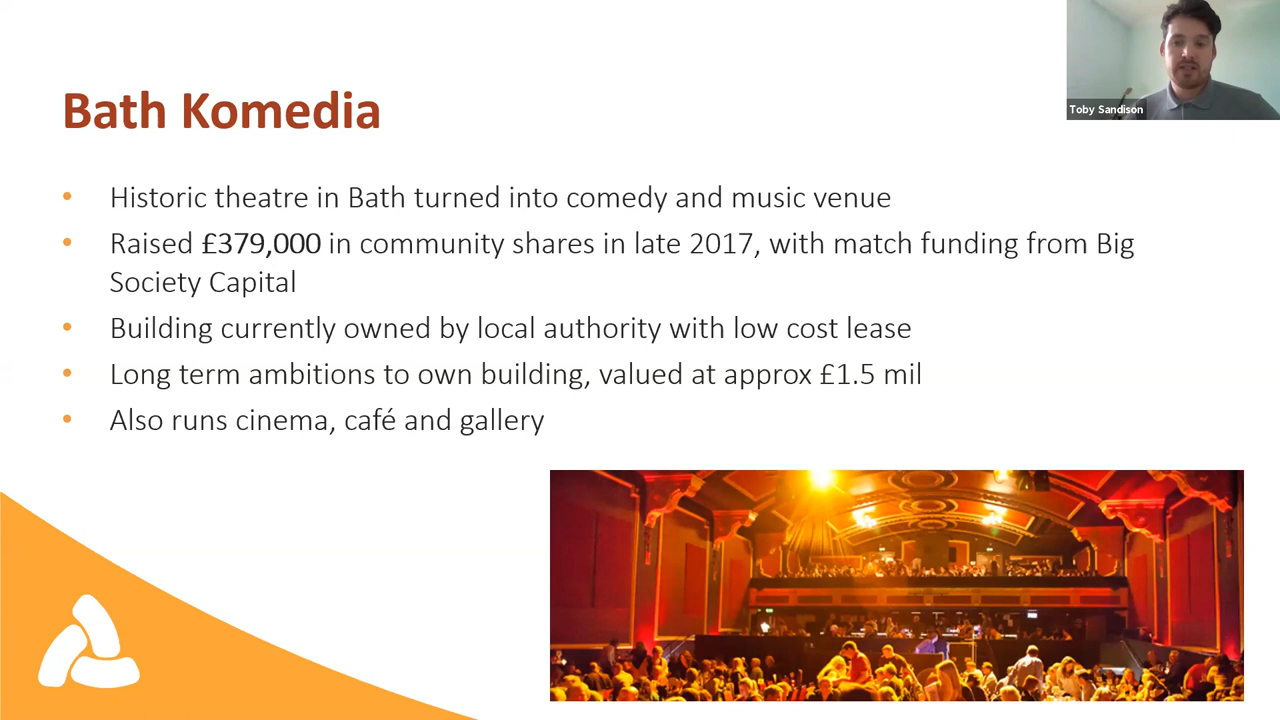 Toby Sandison
Bath Komedia
• Historic theatre in Bath turned into comedy and music venue
• Raised £379,000 in community shares in late 2017, with match funding from Big
Society Capital
• Building currently owned by local authority with low cost lease
• Long term ambitions to own building, valued at approx £1.5 mil
• Also runs cinema, café and gallery